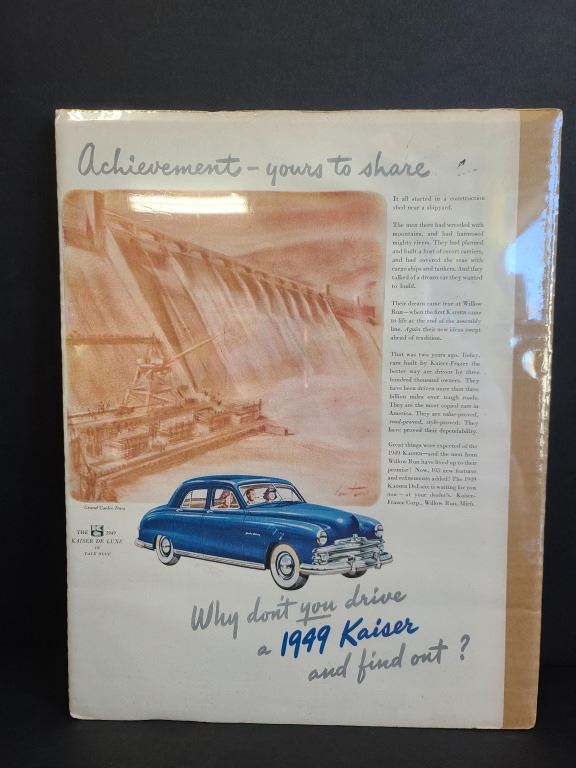 Achievement – yours to share
It all started in a construction
shed near a shipyard.
The men there had wrestled with
mountains, and had harnessed
mighty rivers. They had planned
and built a fleet of escort carriers,
and had covered the seas with
cargo ships and tankers. And they
talked of a dream car they wanted
to build.
Their dream came true at Willow
Run—when the first Kaiser came
to life at the end of the assembly
line. Again their new ideas swept
ahead of tradition.
That was two years ago. Today,
cars built by Kaiser-Frazer the
better way are driven by three
hundred thousand owners. They
have been driven more than three
billion miles over tough roads.
They are the most copied cars in
America. They are value-proved,
road-proved, style-proved. They
have proved their dependability.
Great things were expected of the
1949 Kaiser—and the men from
Willow Run have lived up to their
promise! Now, 103 new features
and refinements added! The 1949
Kaiser DeLuxe is waiting for you
now—at your dealer's. Kaiser-
Frazer Corp., Willow Run, Mich.
Grand Coulee Dam
THE K 1949
KAISER DE LUXE
IN
YALE BLUE
Why don't you drive
a 1949 Kaiser
and find out?